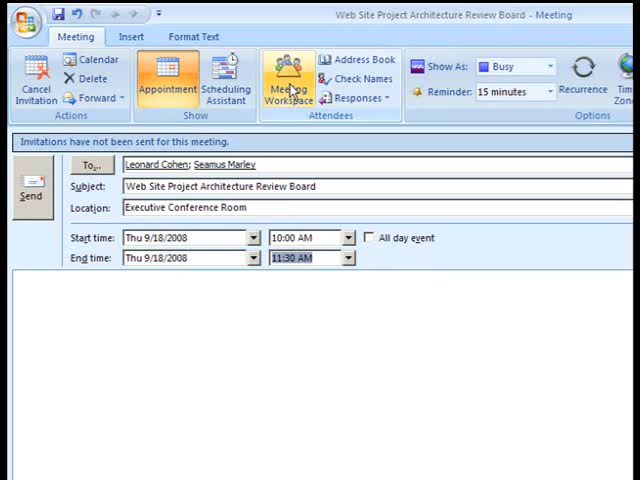 Web Site Project Architecture Review Board - Meeting
Meeting Insert Format Text
Cancel Invitation
Calendar
Delete
Forward
Actions
Appointment
Scheduling Assistant
Show
Meeting Workspace
Address Book
Check Names
Responses
Attendees
Show As: Busy
Reminder: 15 minutes
Recurrence
Options
Invitations have not been sent for this meeting.
Send
To... Leonard Cohen; Seamus Marley
Subject: Web Site Project Architecture Review Board
Location: Executive Conference Room
Start time: Thu 9/18/2008 10:00 AM All day event
End time: Thu 9/18/2008 11:30 AM